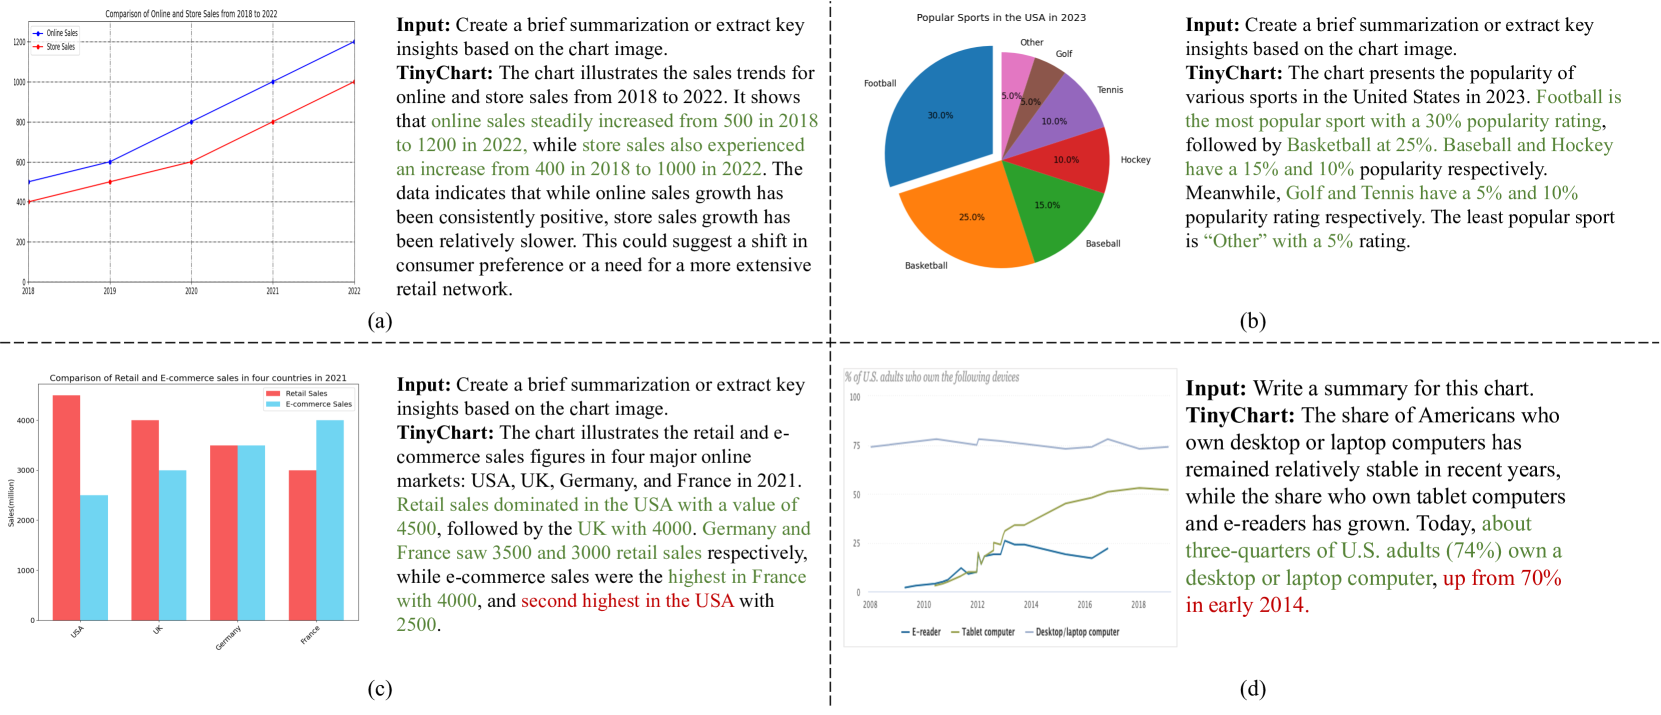 Comparison of Online and Store Sales from 2018 to 2022
Online Sales
Store Sales
1200
1000
800
600
400
200
0
2018 2019 2020 2021 2022
Input: Create a brief summarization or extract key
insights based on the chart image.
TinyChart: The chart illustrates the sales trends for
online and store sales from 2018 to 2022. It shows
that online sales steadily increased from 500 in 2018
to 1200 in 2022, while store sales also experienced
an increase from 400 in 2018 to 1000 in 2022. The
data indicates that while online sales growth has
been consistently positive, store sales growth has
been relatively slower. This could suggest a shift in
consumer preference or a need for a more extensive
retail network.
(a)
Popular Sports in the USA in 2023
Other
Golf
Football
Tennis
5.0%
5.0%
30.0%
10.0%
10.0%
Hockey
15.0%
25.0%
Baseball
Basketball
Input: Create a brief summarization or extract key
insights based on the chart image.
TinyChart: The chart presents the popularity of
various sports in the United States in 2023. Football is
the most popular sport with a 30% popularity rating,
followed by Basketball at 25%. Baseball and Hockey
have a 15% and 10% popularity respectively.
Meanwhile, Golf and Tennis have a 5% and 10%
popularity rating respectively. The least popular sport
is “Other” with a 5% rating.
(b)
Comparison of Retail and E-commerce sales in four countries in 2021
Retail Sales
E-commerce Sales
Sales(million)
4000
3000
2000
1000
0
USA UK Germany France
Input: Create a brief summarization or extract key
insights based on the chart image.
TinyChart: The chart illustrates the retail and e-
commerce sales figures in four major online
markets: USA, UK, Germany, and France in 2021.
Retail sales dominated in the USA with a value of
4500, followed by the UK with 4000. Germany and
France saw 3500 and 3000 retail sales respectively,
while e-commerce sales were the highest in France
with 4000, and second highest in the USA with
2500.
(c)
% of U.S. adults who own the following devices
100
75
50
25
0
2008 2010 2012 2014 2016 2018
E-reader Tablet computer Desktop/laptop computer
Input: Write a summary for this chart.
TinyChart: The share of Americans who
own desktop or laptop computers has
remained relatively stable in recent years,
while the share who own tablet computers
and e-readers has grown. Today, about
three-quarters of U.S. adults (74%) own a
desktop or laptop computer, up from 70%
in early 2014.
(d)